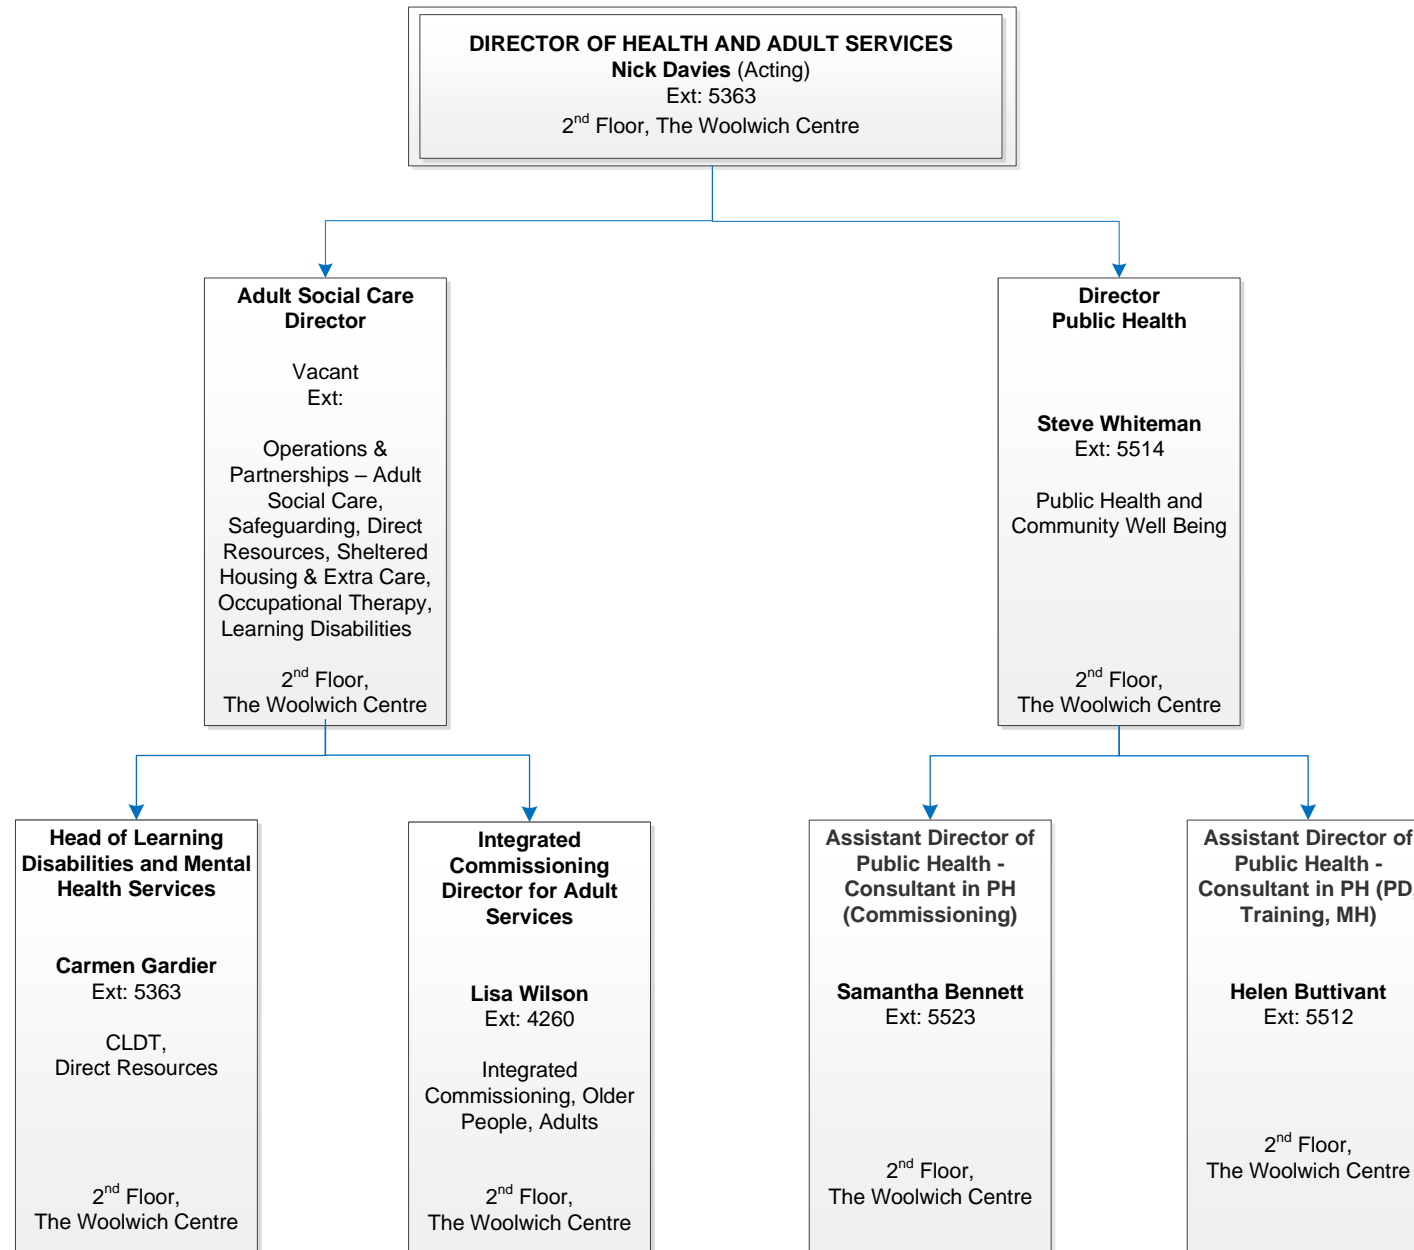 DIRECTOR OF HEALTH AND ADULT SERVICES
Nick Davies (Acting)
Ext: 5363
2nd Floor, The Woolwich Centre
Adult Social Care
Director
Vacant
Ext:
Operations &
Partnerships – Adult
Social Care,
Safeguarding, Direct
Resources, Sheltered
Housing & Extra Care,
Occupational Therapy,
Learning Disabilities
2nd Floor,
The Woolwich Centre
Director
Public Health
Steve Whiteman
Ext: 5514
Public Health and
Community Well Being
2nd Floor,
The Woolwich Centre
Head of Learning
Disabilities and Mental
Health Services
Carmen Gardier
Ext: 5363
CLDT,
Direct Resources
2nd Floor,
The Woolwich Centre
Integrated
Commissioning
Director for Adult
Services
Lisa Wilson
Ext: 4260
Integrated
Commissioning, Older
People, Adults
2nd Floor,
The Woolwich Centre
Assistant Director of
Public Health -
Consultant in PH
(Commissioning)
Samantha Bennett
Ext: 5523
2nd Floor,
The Woolwich Centre
Assistant Director of
Public Health -
Consultant in PH (PD,
Training, MH)
Helen Buttivant
Ext: 5512
2nd Floor,
The Woolwich Centre